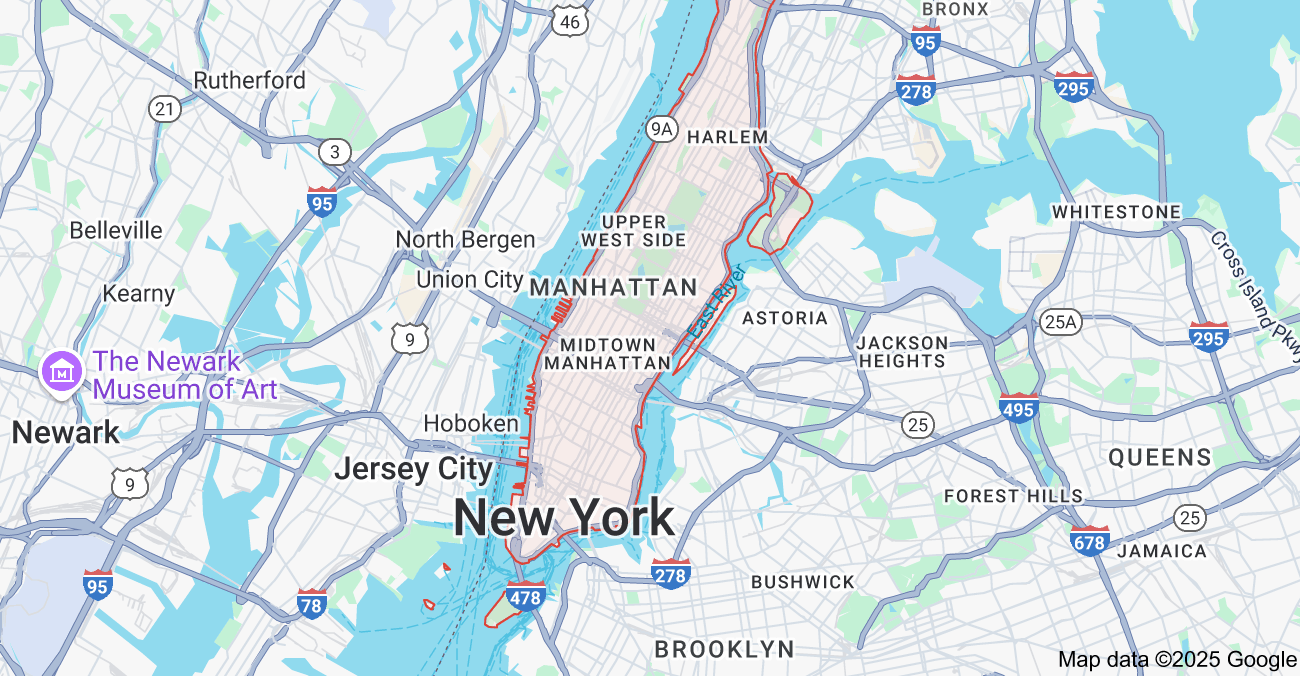 BRONX
46
95
278
295
Rutherford
21
9A
HARLEM
3
95
Belleville
UPPER
WEST SIDE
WHITESTONE
North Bergen
Cross Island Pkwy
Union City
MANHATTAN
Kearny
East River
ASTORIA
25A
295
9
MIDTOWN
MANHATTAN
JACKSON
HEIGHTS
The Newark
Museum of Art
495
Hoboken
25
Newark
Jersey City
QUEENS
9
FOREST HILLS
New York
25
678
JAMAICA
278
95
78
478
BUSHWICK
BROOKLYN
Map data ©2025 Google